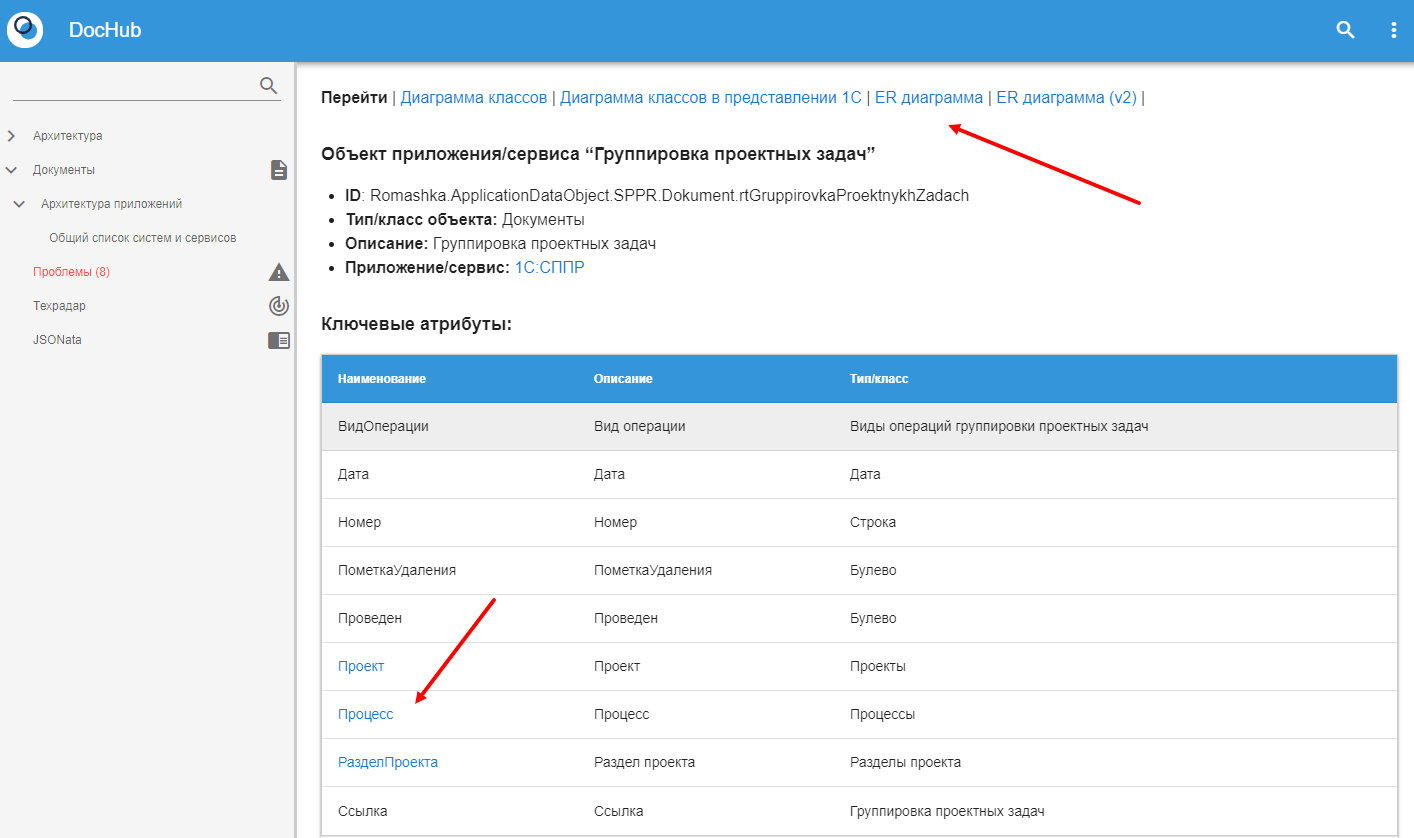 DocHub
Архитектура
Документы
Архитектура приложений
Общий список систем и сервисов
Проблемы (8)
Техрадар
JSONata
Перейти | Диаграмма классов | Диаграмма классов в представлении 1С | ER диаграмма | ER диаграмма (v2) |
Объект приложения/сервиса “Группировка проектных задач”
• ID: Romashka.ApplicationDataObject.SPPR.Dokument.rtGruppirovkaProektnykhZadach
• Тип/класс объекта: Документы
• Описание: Группировка проектных задач
• Приложение/сервис: 1С:СППР
Ключевые атрибуты:
Наименование Описание Тип/класс
ВидОперации Вид операции Виды операций группировки проектных задач
Дата Дата Дата
Номер Номер Строка
ПометкаУдаления ПометкаУдаления Булево
Проведен Проведен Булево
Проект Проект Проекты
Процесс Процесс Процессы
РазделПроекта Раздел проекта Разделы проекта
Ссылка Ссылка Группировка проектных задач